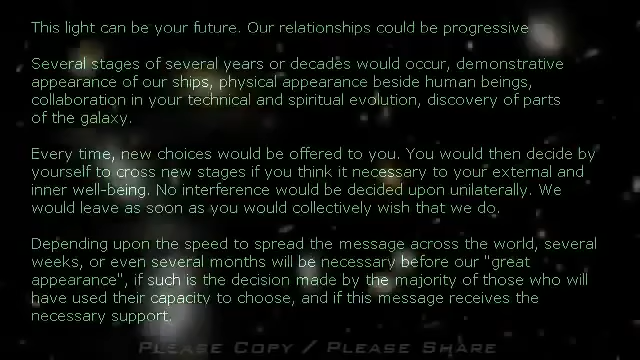 This light can be your future. Our relationships could be progressive
Several stages of several years or decades would occur, demonstrative
appearance of our ships, physical appearance beside human beings,
collaboration in your technical and spiritual evolution, discovery of parts
of the galaxy.
Every time, new choices would be offered to you. You would then decide by
yourself to cross new stages if you think it necessary to your external and
inner well-being. No interference would be decided upon unilaterally. We
would leave as soon as you would collectively wish that we do.
Depending upon the speed to spread the message across the world, several
weeks, or even several months will be necessary before our "great
appearance", if such is the decision made by the majority of those who will
have used their capacity to choose, and if this message receives the
necessary support.
Please Copy / Please Share